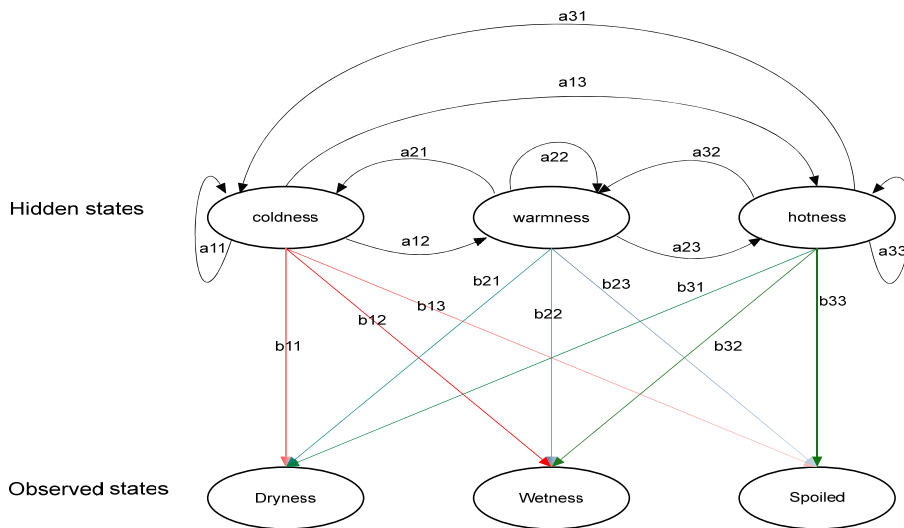 a31
a13
a21
a22
a32
Hidden states
coldness
warmness
hotness
a11
a12
a23
a33
b21
b23
b31
b13
b33
b12
b22
b11
b32
Observed states
Dryness
Wetness
Spoiled